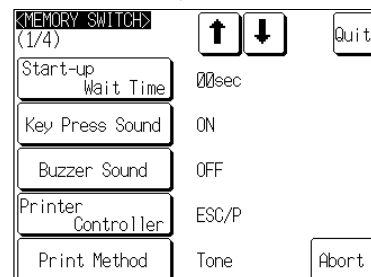 <MEMORY SWITCH>
(1/4)
↑ ↓ Quit
Start-up
Wait Time 00sec
Key Press Sound ON
Buzzer Sound OFF
Printer
Controller ESC/P
Print Method Tone Abort